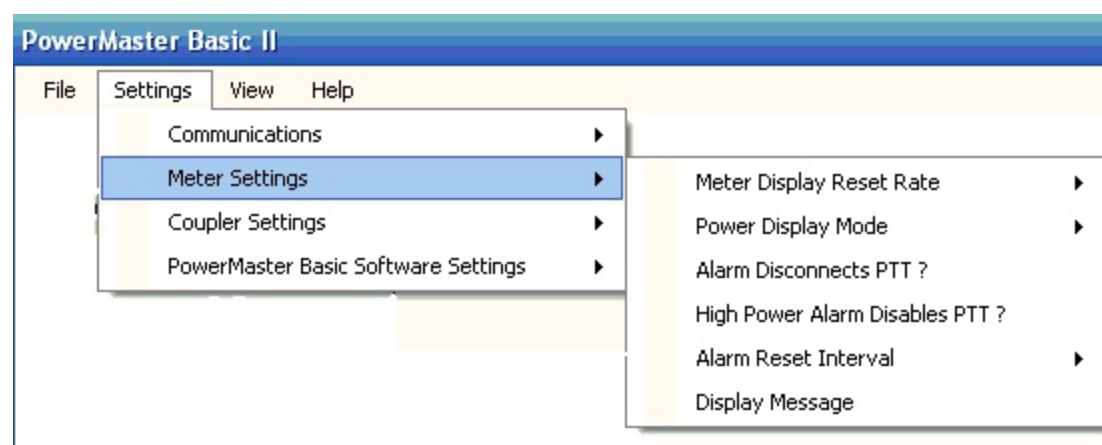 PowerMaster Basic II
File Settings View Help
Communications
Meter Settings
Coupler Settings
PowerMaster Basic Software Settings
Meter Display Reset Rate
Power Display Mode
Alarm Disconnects PTT ?
High Power Alarm Disables PTT ?
Alarm Reset Interval
Display Message